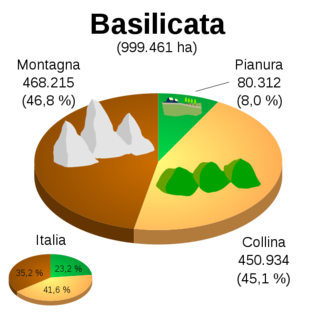 Basilicata
(999.461 ha)
Montagna
468.215
(46,8 %)
Pianura
80.312
(8,0 %)
Collina
450.934
(45,1 %)
Italia
35,2 %
23,2 %
41,6 %